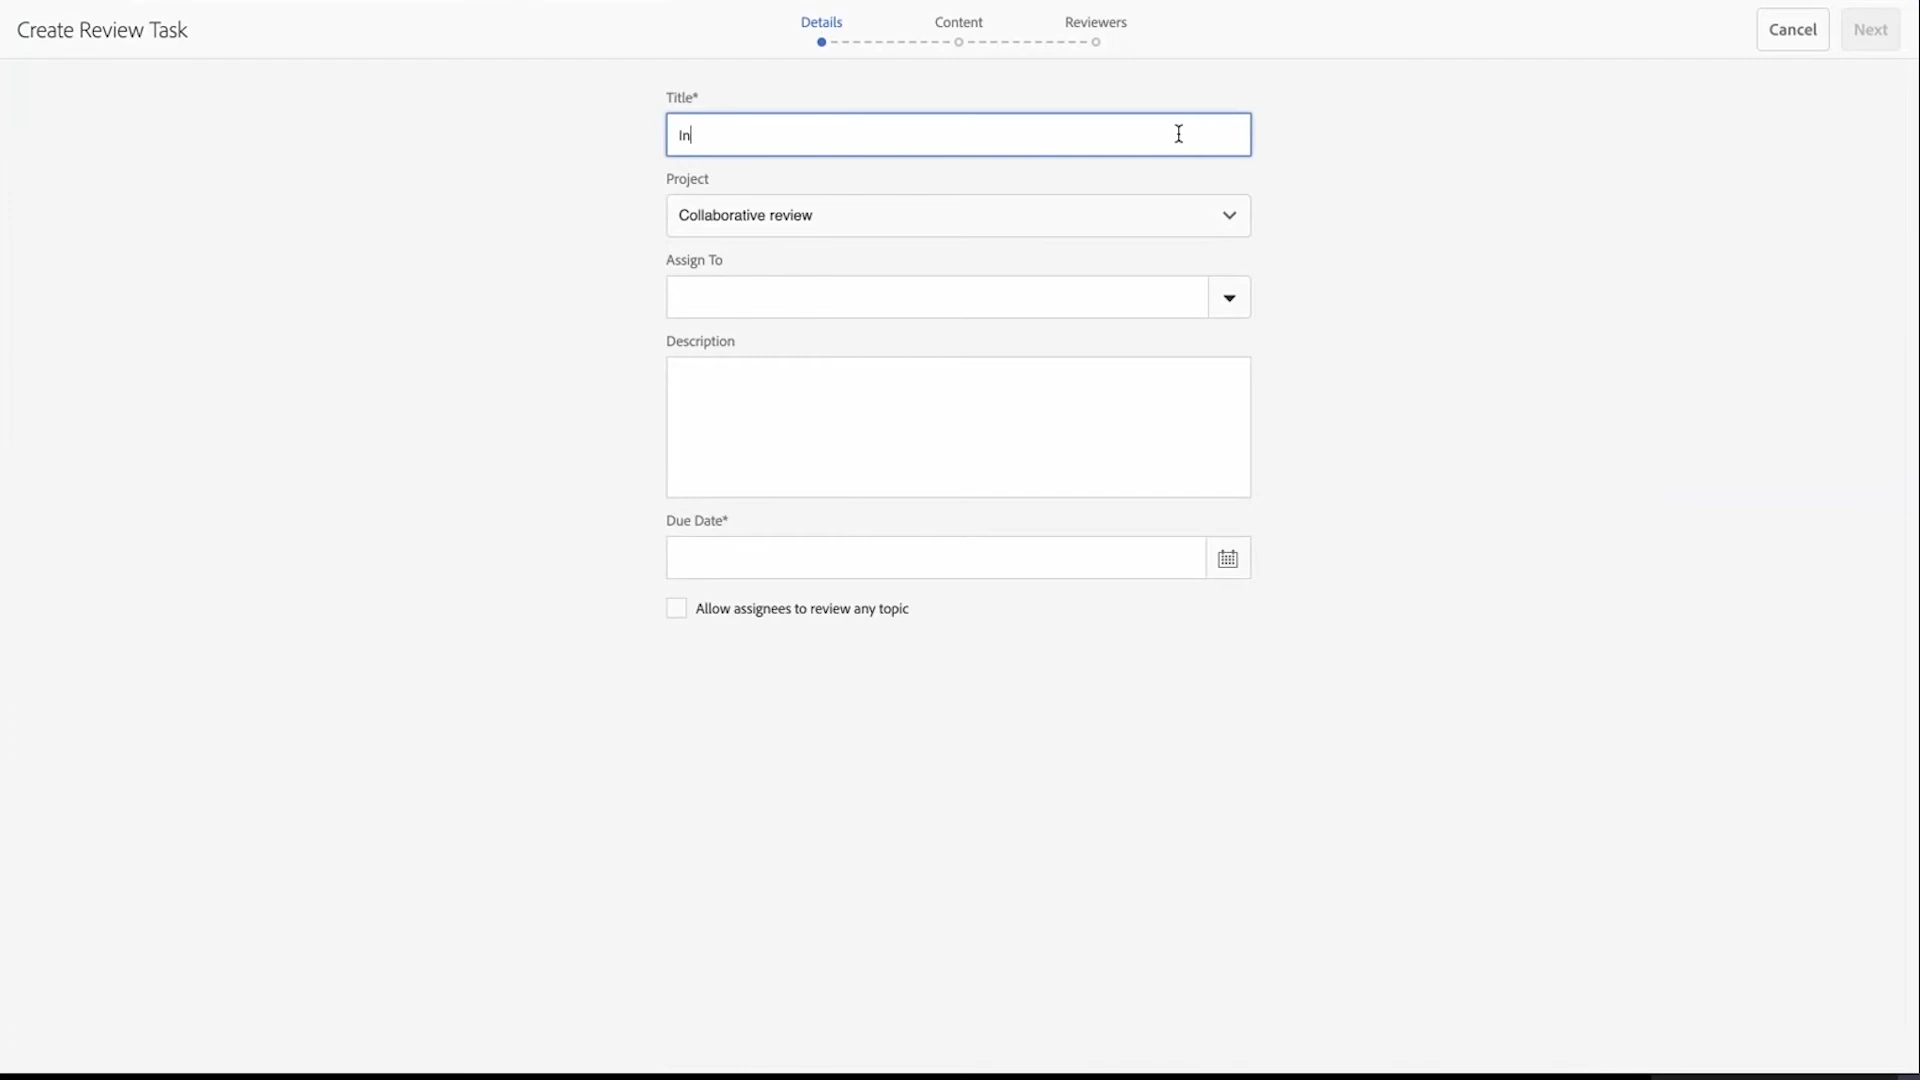 Create Review Task
Details
Content
Reviewers
Cancel
Next
Title*
In
Project
Collaborative review
Assign To
Description
Due Date*
Allow assignees to review any topic